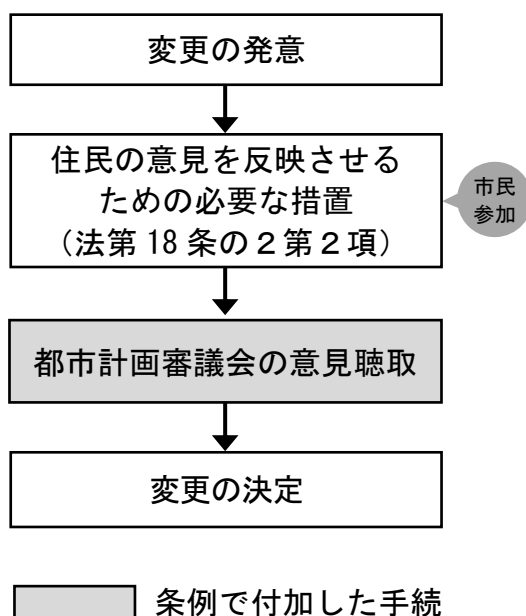 変更の発意
住民の意見を反映させる
ための必要な措置
（法第 18 条の２第２項）
市民
参加
都市計画審議会の意見聴取
変更の決定
条例で付加した手続